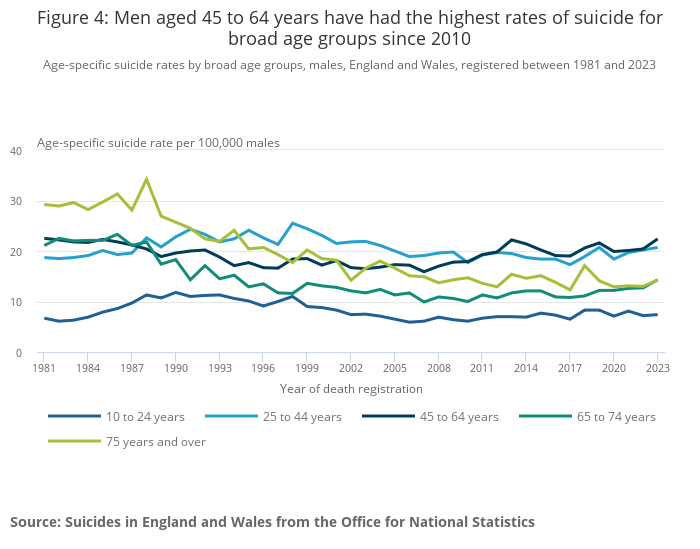 Figure 4: Men aged 45 to 64 years have had the highest rates of suicide for
broad age groups since 2010
Age-specific suicide rates by broad age groups, males, England and Wales, registered between 1981 and 2023
Age-specific suicide rate per 100,000 males
40
30
20
10
0
1981 1984 1987 1990 1993 1996 1999 2002 2005 2008 2011 2014 2017 2020 2023
Year of death registration
10 to 24 years 25 to 44 years 45 to 64 years 65 to 74 years
75 years and over
Source: Suicides in England and Wales from the Office for National Statistics